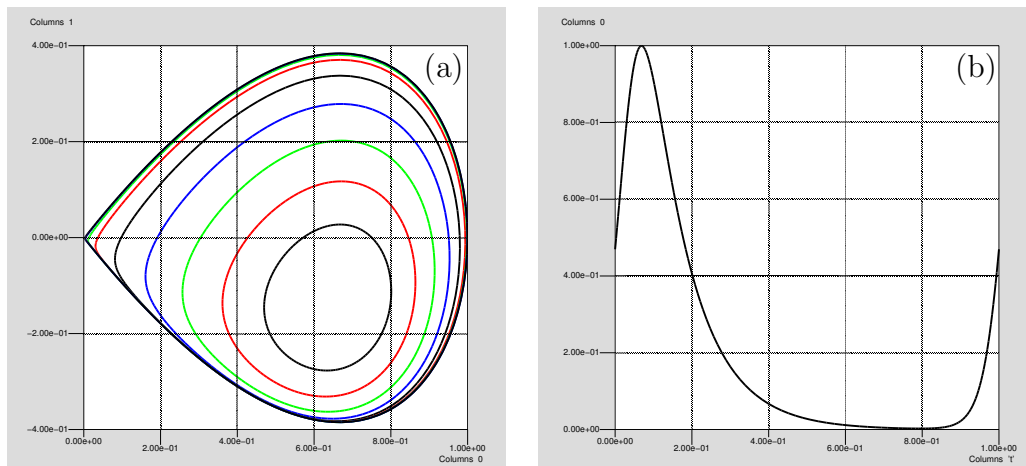 Columns 1
4.00e−01
2.00e−01
0.00e+00
−2.00e−01
−4.00e−01
0.00e+00 2.00e−01 4.00e−01 6.00e−01 8.00e−01 1.00e+00
Columns 0
(a)
Columns 0
1.00e+00
8.00e−01
6.00e−01
4.00e−01
2.00e−01
0.00e+00
0.00e+00 2.00e−01 4.00e−01 6.00e−01 8.00e−01 1.00e+00
Columns 't'
(b)